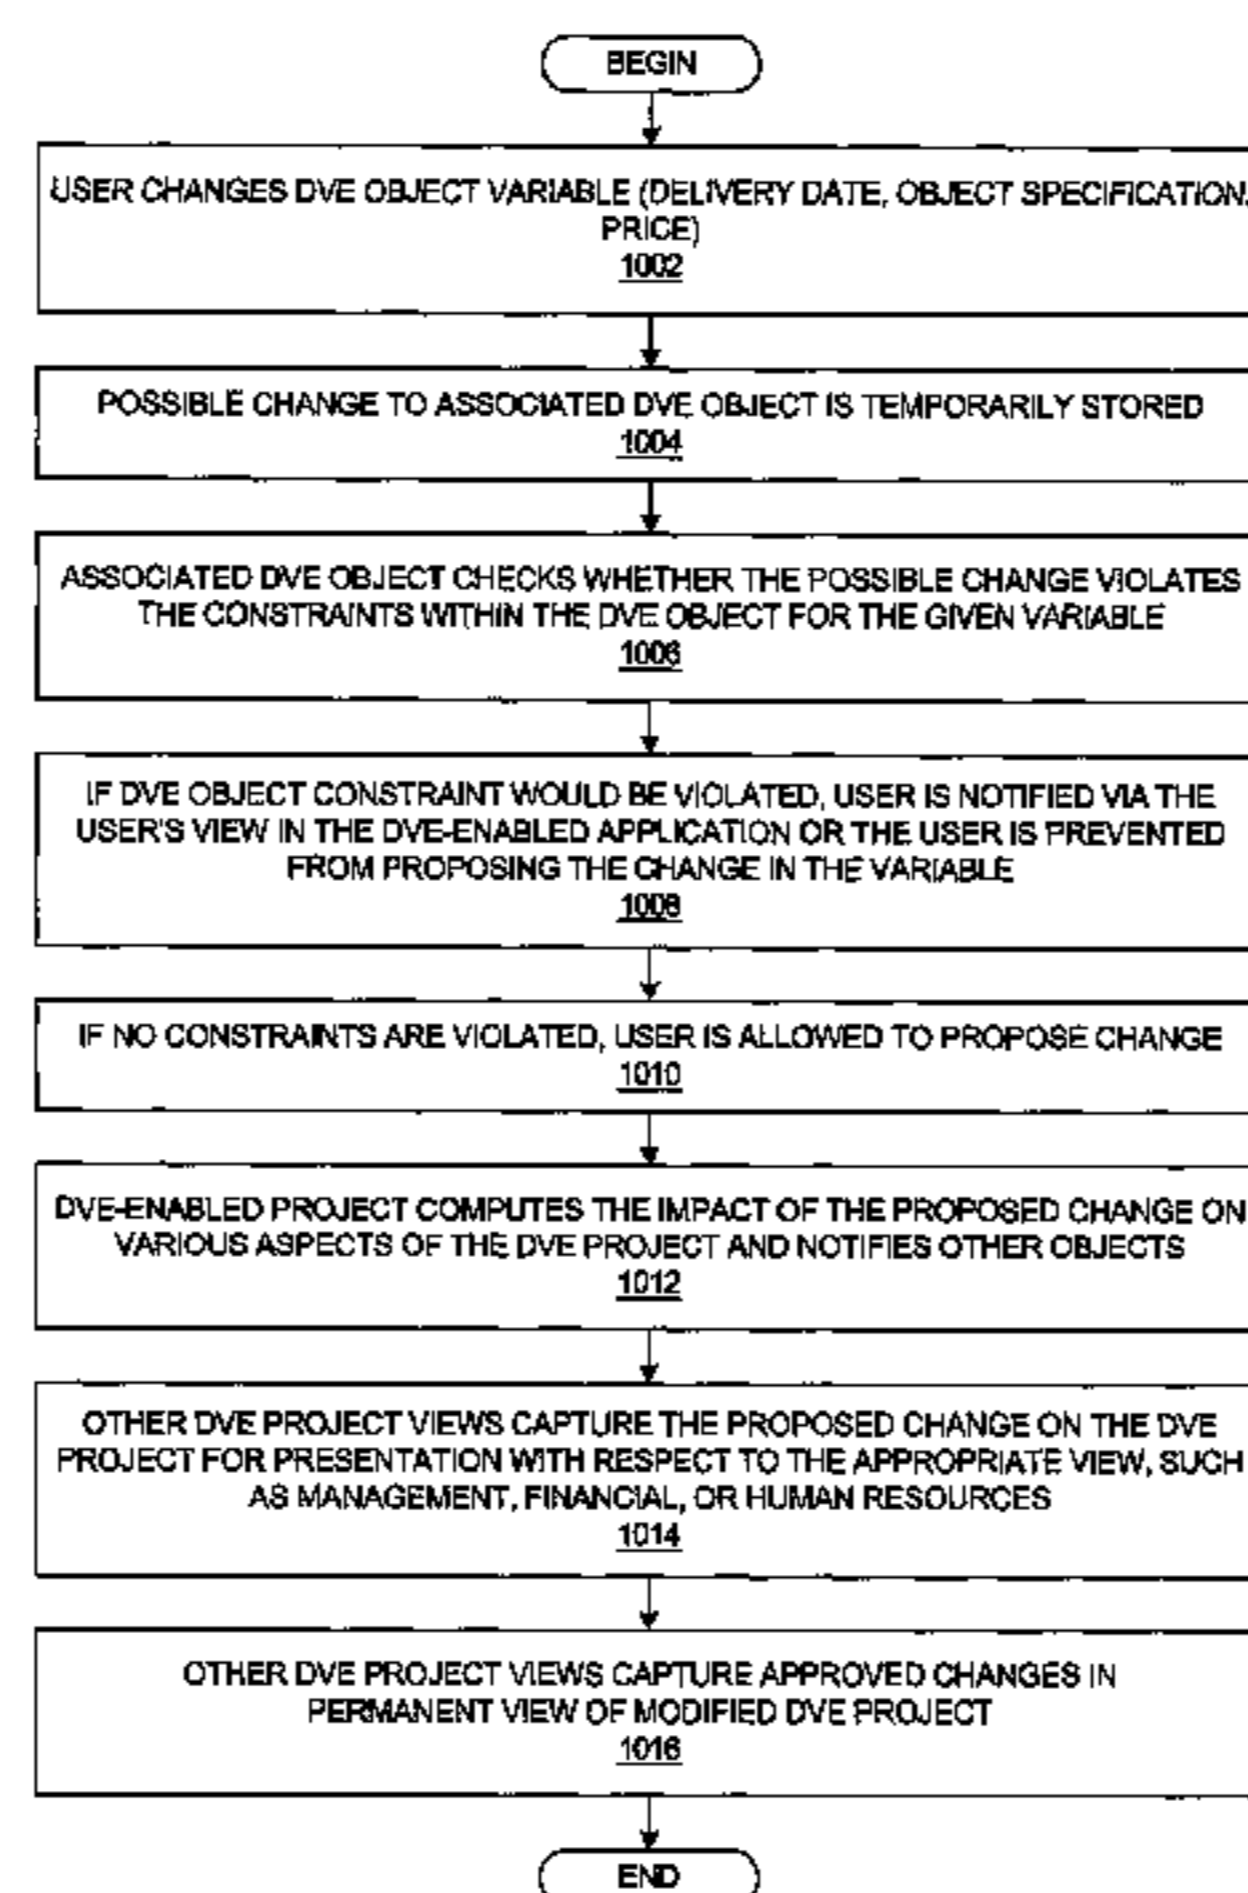 BEGIN
USER CHANGES DVE OBJECT VARIABLE (DELIVERY DATE, OBJECT SPECIFICATION,
PRICE)
1002
POSSIBLE CHANGE TO ASSOCIATED DVE OBJECT IS TEMPORARILY STORED
1004
ASSOCIATED DVE OBJECT CHECKS WHETHER THE POSSIBLE CHANGE VIOLATES
THE CONSTRAINTS WITHIN THE DVE OBJECT FOR THE GIVEN VARIABLE
1006
IF DVE OBJECT CONSTRAINT WOULD BE VIOLATED, USER IS NOTIFIED VIA THE
USER'S VIEW IN THE DVE-ENABLED APPLICATION OR THE USER IS PREVENTED
FROM PROPOSING THE CHANGE IN THE VARIABLE
1008
IF NO CONSTRAINTS ARE VIOLATED, USER IS ALLOWED TO PROPOSE CHANGE
1010
DVE-ENABLED PROJECT COMPUTES THE IMPACT OF THE PROPOSED CHANGE ON
VARIOUS ASPECTS OF THE DVE PROJECT AND NOTIFIES OTHER OBJECTS
1012
OTHER DVE PROJECT VIEWS CAPTURE THE PROPOSED CHANGE ON THE DVE
PROJECT FOR PRESENTATION WITH RESPECT TO THE APPROPRIATE VIEW, SUCH
AS MANAGEMENT, FINANCIAL, OR HUMAN RESOURCES
1014
OTHER DVE PROJECT VIEWS CAPTURE APPROVED CHANGES IN
PERMANENT VIEW OF MODIFIED DVE PROJECT
1016
END